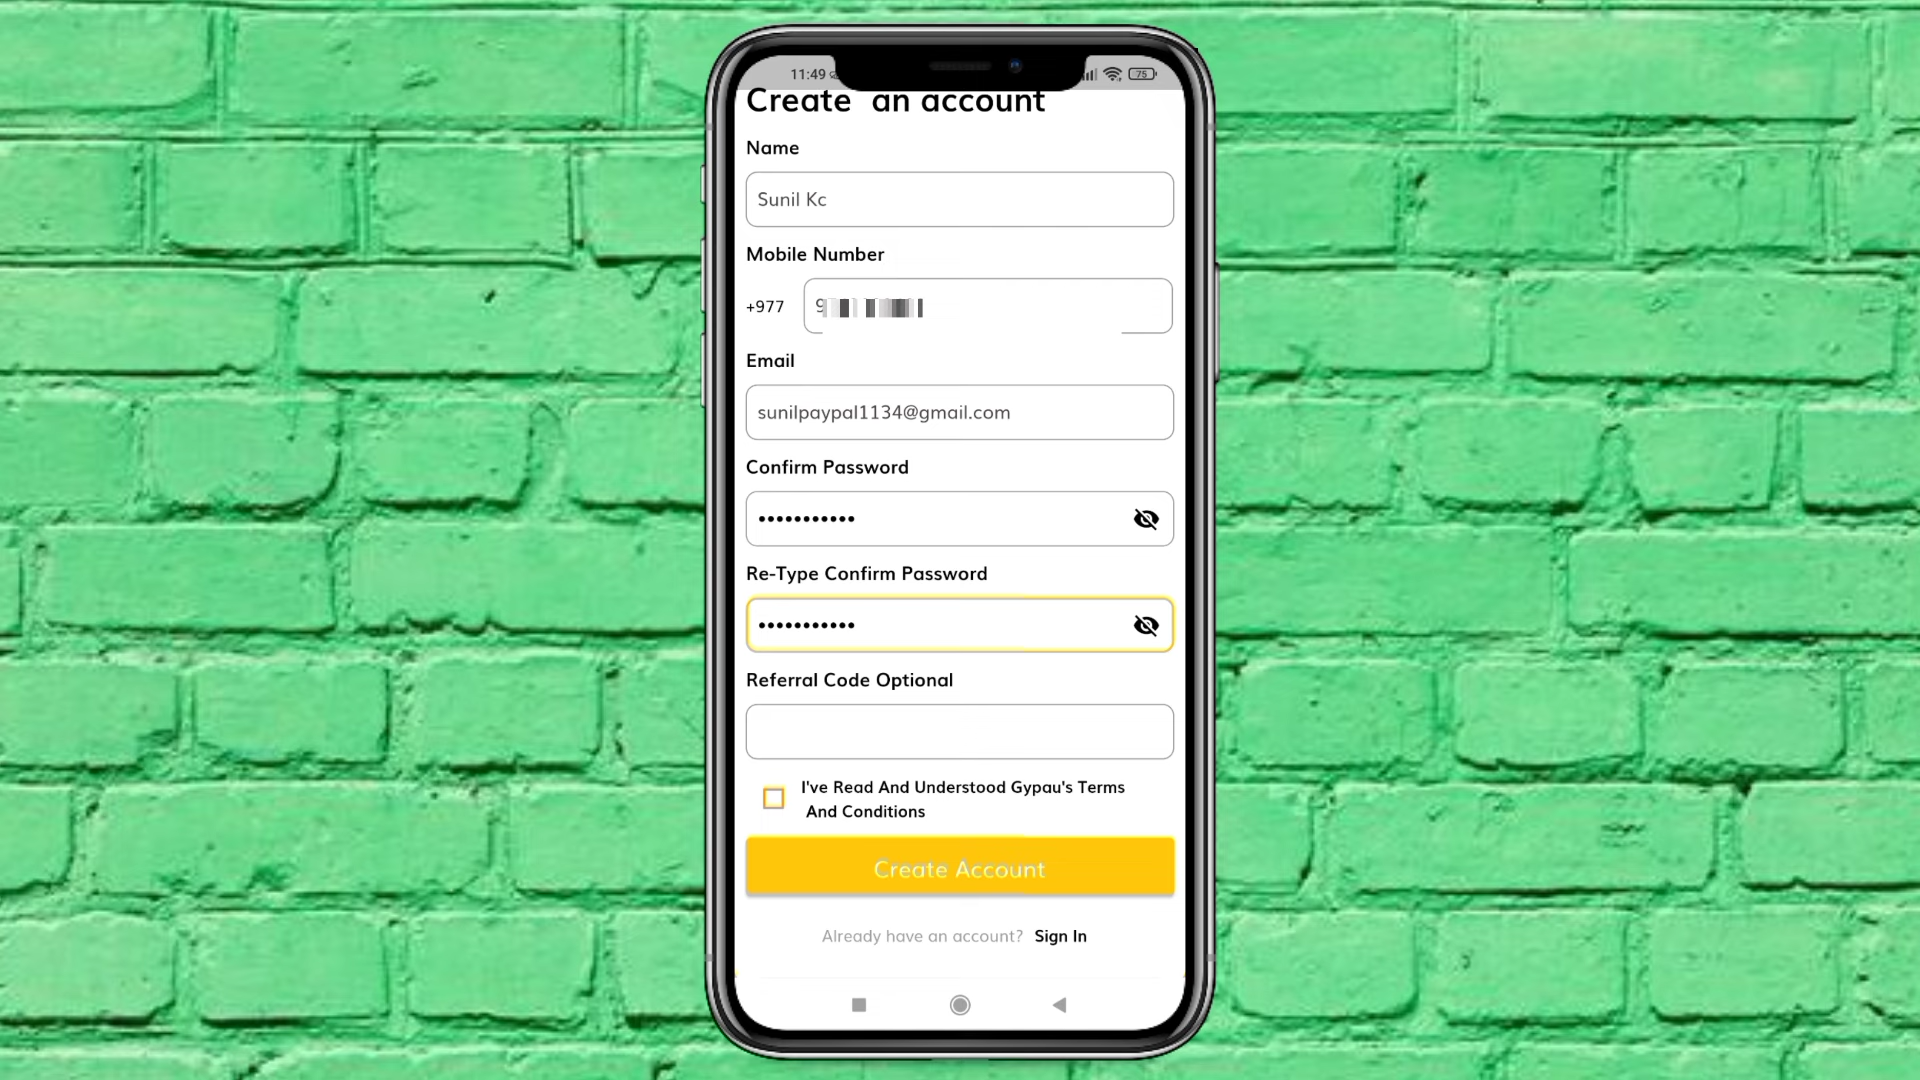 11:49
75
Create an account
Name
Sunil Kc
Mobile Number
+977
9
Email
sunilpaypal1134@gmail.com
Confirm Password
•••••••••••
Re-Type Confirm Password
•••••••••••
Referral Code Optional
I've Read And Understood Gypau's Terms
And Conditions
Create Account
Already have an account? Sign In